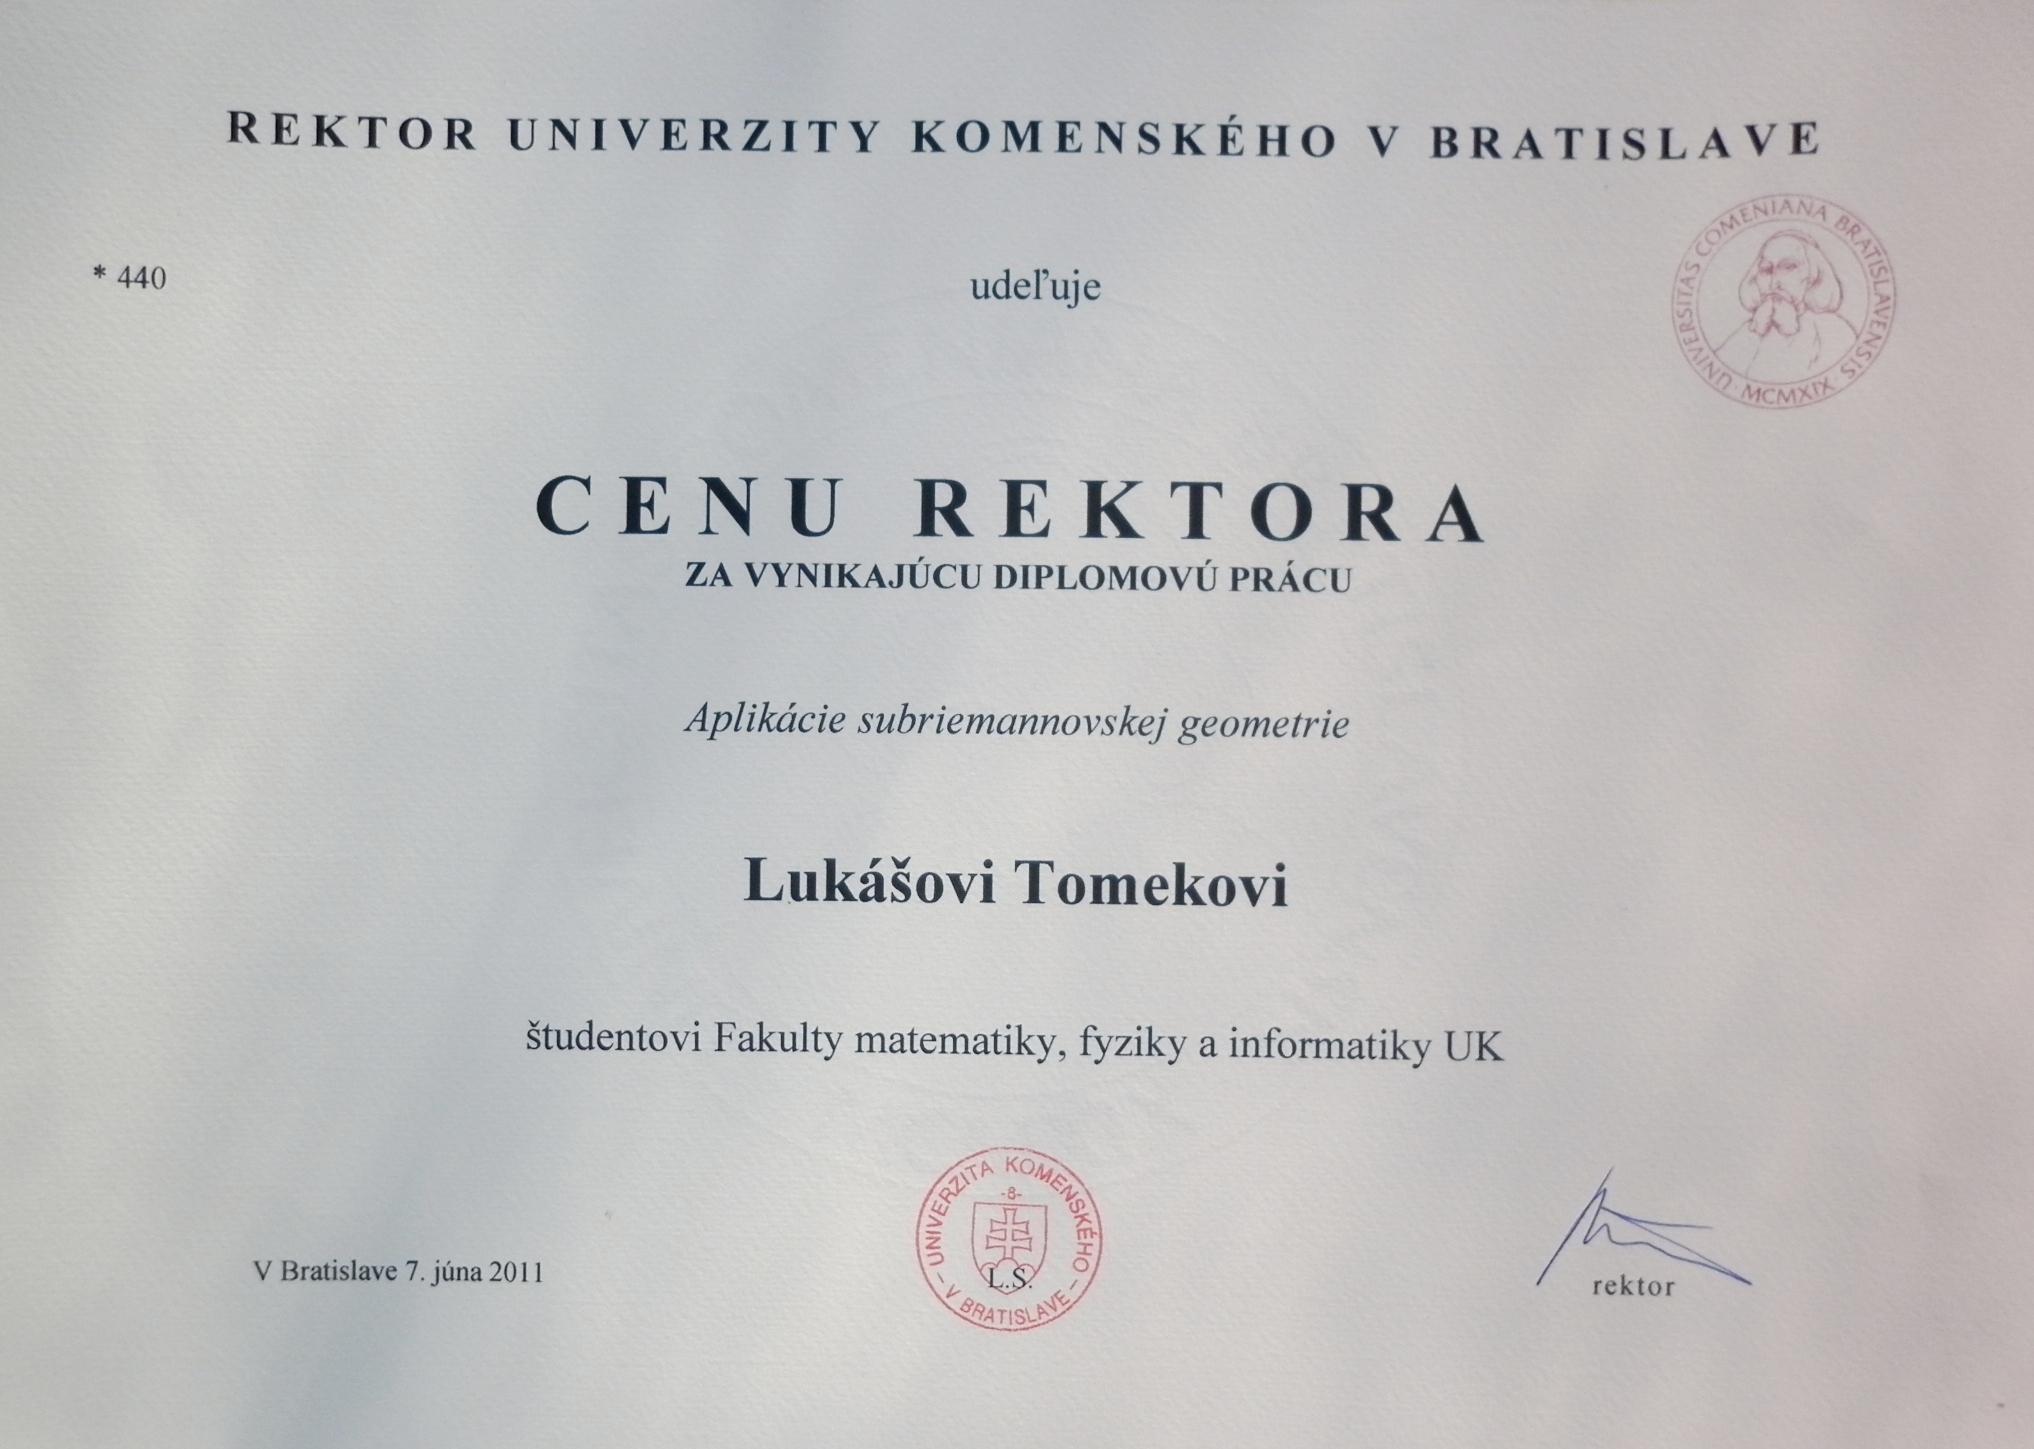 REKTOR UNIVERZITY KOMENSKÉHO V BRATISLAVE
* 440
udeľuje
UNIVERSITAS COMENIANA BRATISLAVENSIS · MCMXIX ·
CENU REKTORA
ZA VYNIKAJÚCU DIPLOMOVÚ PRÁCU
Aplikácie subriemannovskej geometrie
Lukášovi Tomekovi
študentovi Fakulty matematiky, fyziky a informatiky UK
UNIVERZITA KOMENSKÉHO – V BRATISLAVE –
-8-
L.S.
V Bratislave 7. júna 2011
rektor